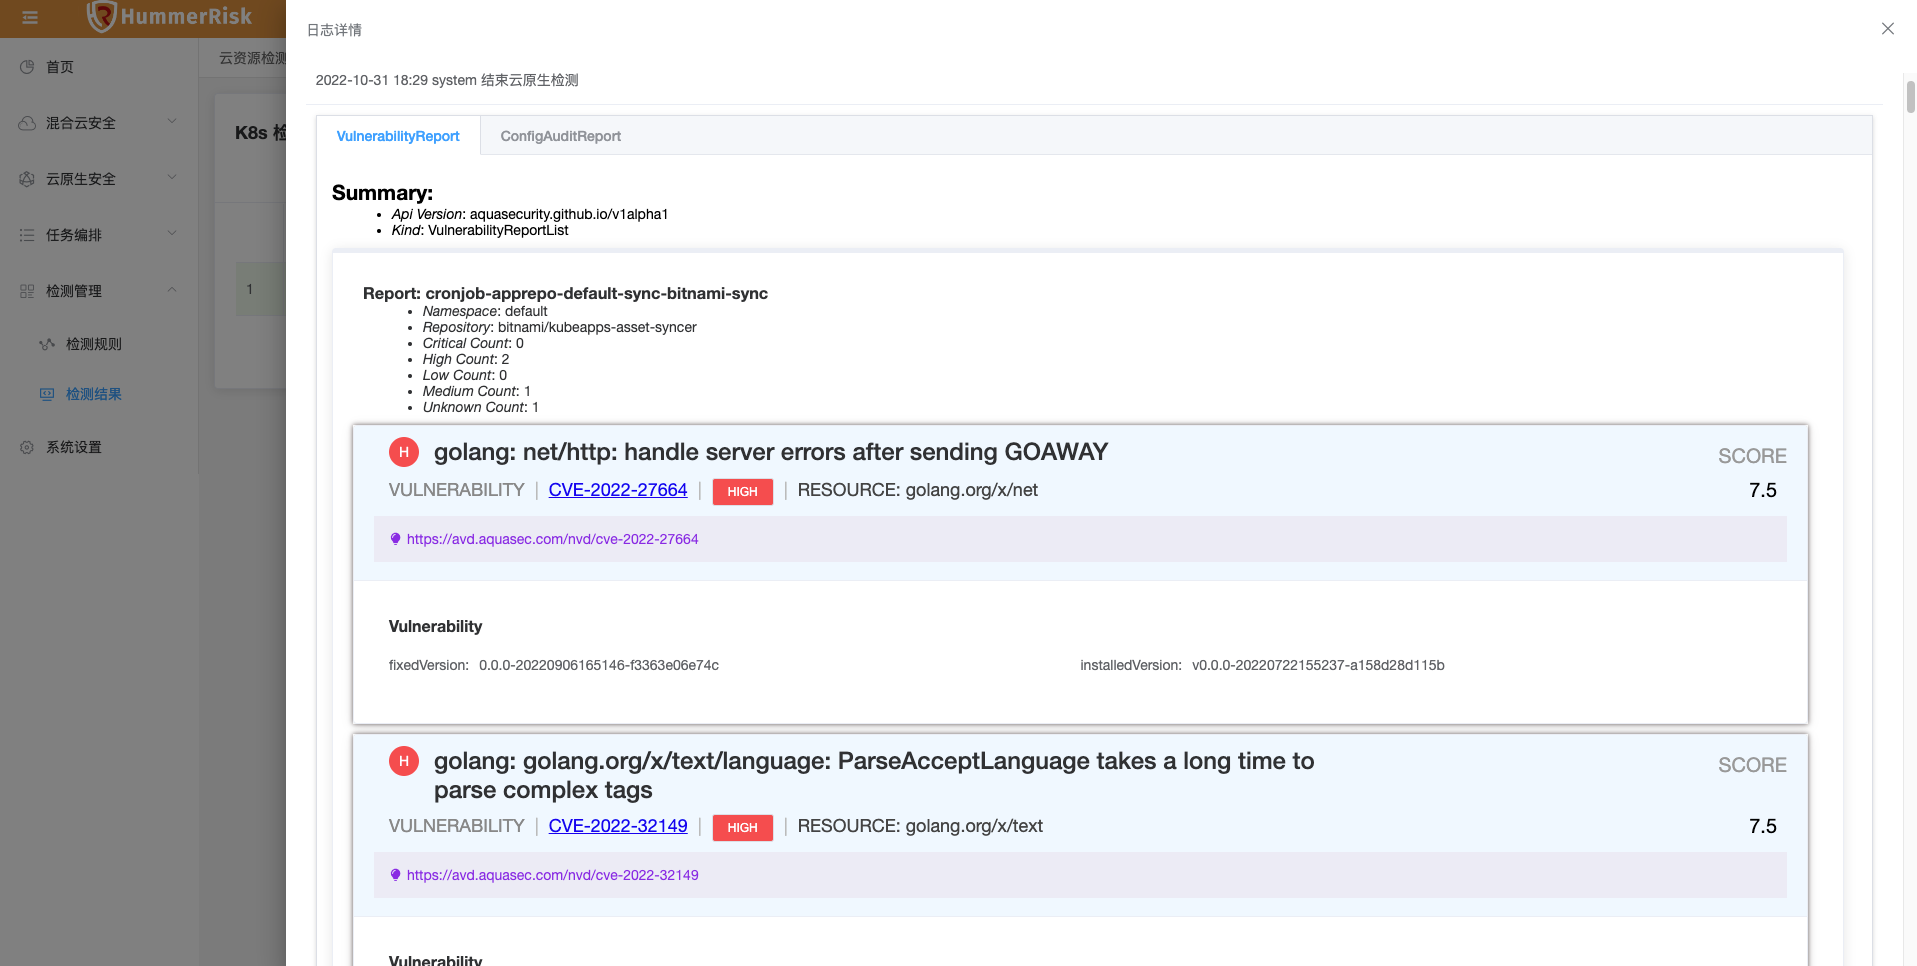 HummerRisk
首页
混合云安全
云原生安全
任务编排
检测管理
检测规则
检测结果
系统设置
云资源检测
K8s 检
1
日志详情
2022-10-31 18:29 system 结束云原生检测
VulnerabilityReport
ConfigAuditReport
Summary:
• Api Version: aquasecurity.github.io/v1alpha1
• Kind: VulnerabilityReportList
Report: cronjob-apprepo-default-sync-bitnami-sync
• Namespace: default
• Repository: bitnami/kubeapps-asset-syncer
• Critical Count: 0
• High Count: 2
• Low Count: 0
• Medium Count: 1
• Unknown Count: 1
H golang: net/http: handle server errors after sending GOAWAY
SCORE
VULNERABILITY | CVE-2022-27664 | HIGH | RESOURCE: golang.org/x/net
7.5
https://avd.aquasec.com/nvd/cve-2022-27664
Vulnerability
fixedVersion: 0.0.0-20220906165146-f3363e06e74c
installedVersion: v0.0.0-20220722155237-a158d28d115b
H golang: golang.org/x/text/language: ParseAcceptLanguage takes a long time to
parse complex tags
SCORE
VULNERABILITY | CVE-2022-32149 | HIGH | RESOURCE: golang.org/x/text
7.5
https://avd.aquasec.com/nvd/cve-2022-32149
Vulnerability